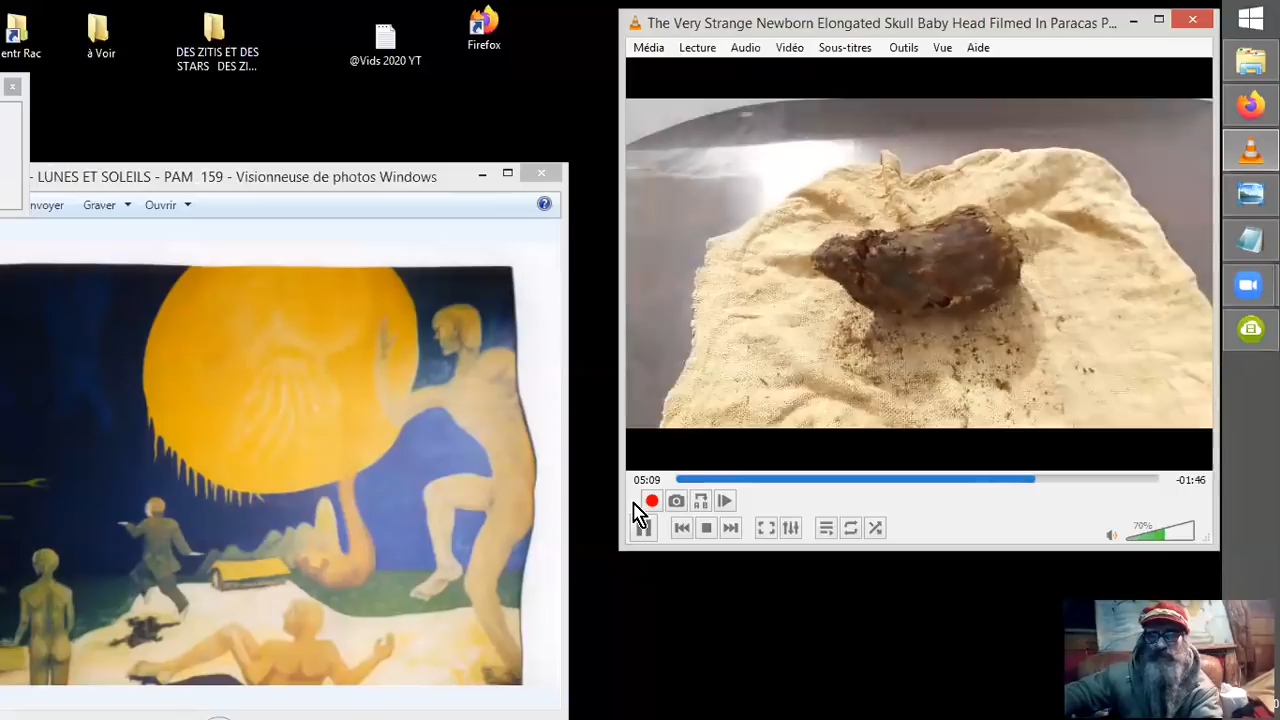 entr Rac
à Voir
DES ZITIS ET DES
STARS DES ZI...
@Vids 2020 YT
Firefox
The Very Strange Newborn Elongated Skull Baby Head Filmed In Paracas P...
Média Lecture Audio Vidéo Sous-titres Outils Vue Aide
- LUNES ET SOLEILS - PAM 159 - Visionneuse de photos Windows
nvoyer Graver Ouvrir
05:09 -01:46
70%